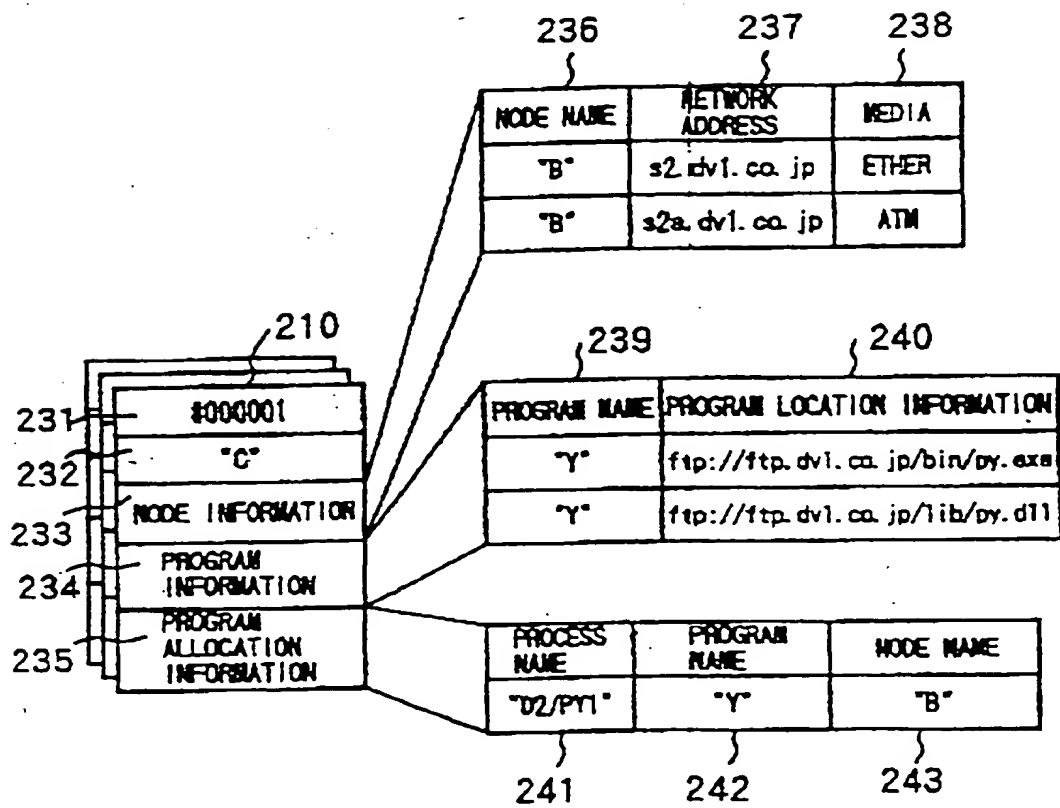 236 237 238
NODE NAME NETWORK ADDRESS MEDIA
"B" s2.dv1.co.jp ETHER
"B" s2a.dv1.co.jp ATM
210
239 240
231 #000001
232 "C"
233 NODE INFORMATION
234 PROGRAM INFORMATION
235 PROGRAM ALLOCATION INFORMATION
PROGRAM NAME PROGRAM LOCATION INFORMATION
"Y" ftp://ftp.dv1.co.jp/bin/py.exe
"Y" ftp://ftp.dv1.co.jp/lib/py.dll
PROCESS NAME PROGRAM NAME NODE NAME
"D2/PY1" "Y" "B"
241 242 243